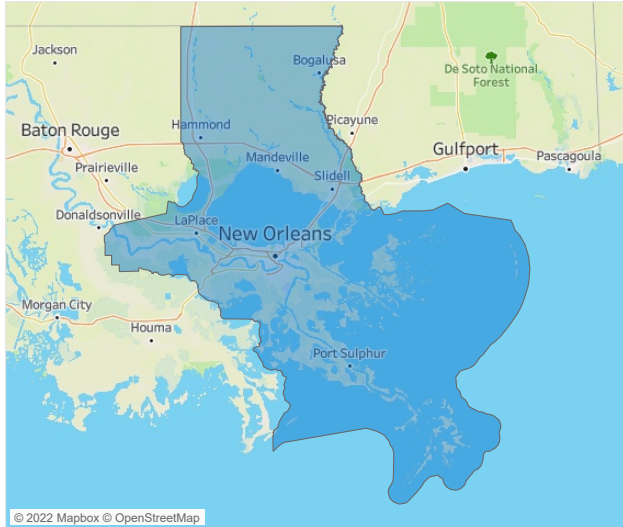 Jackson
Bogalusa
De Soto National
Forest
Hammond
Picayune
Baton Rouge
Gulfport
Mandeville
Pascagoula
Prairieville
Slidell
Donaldsonville
LaPlace
New Orleans
Morgan City
Houma
Port Sulphur
© 2022 Mapbox © OpenStreetMap